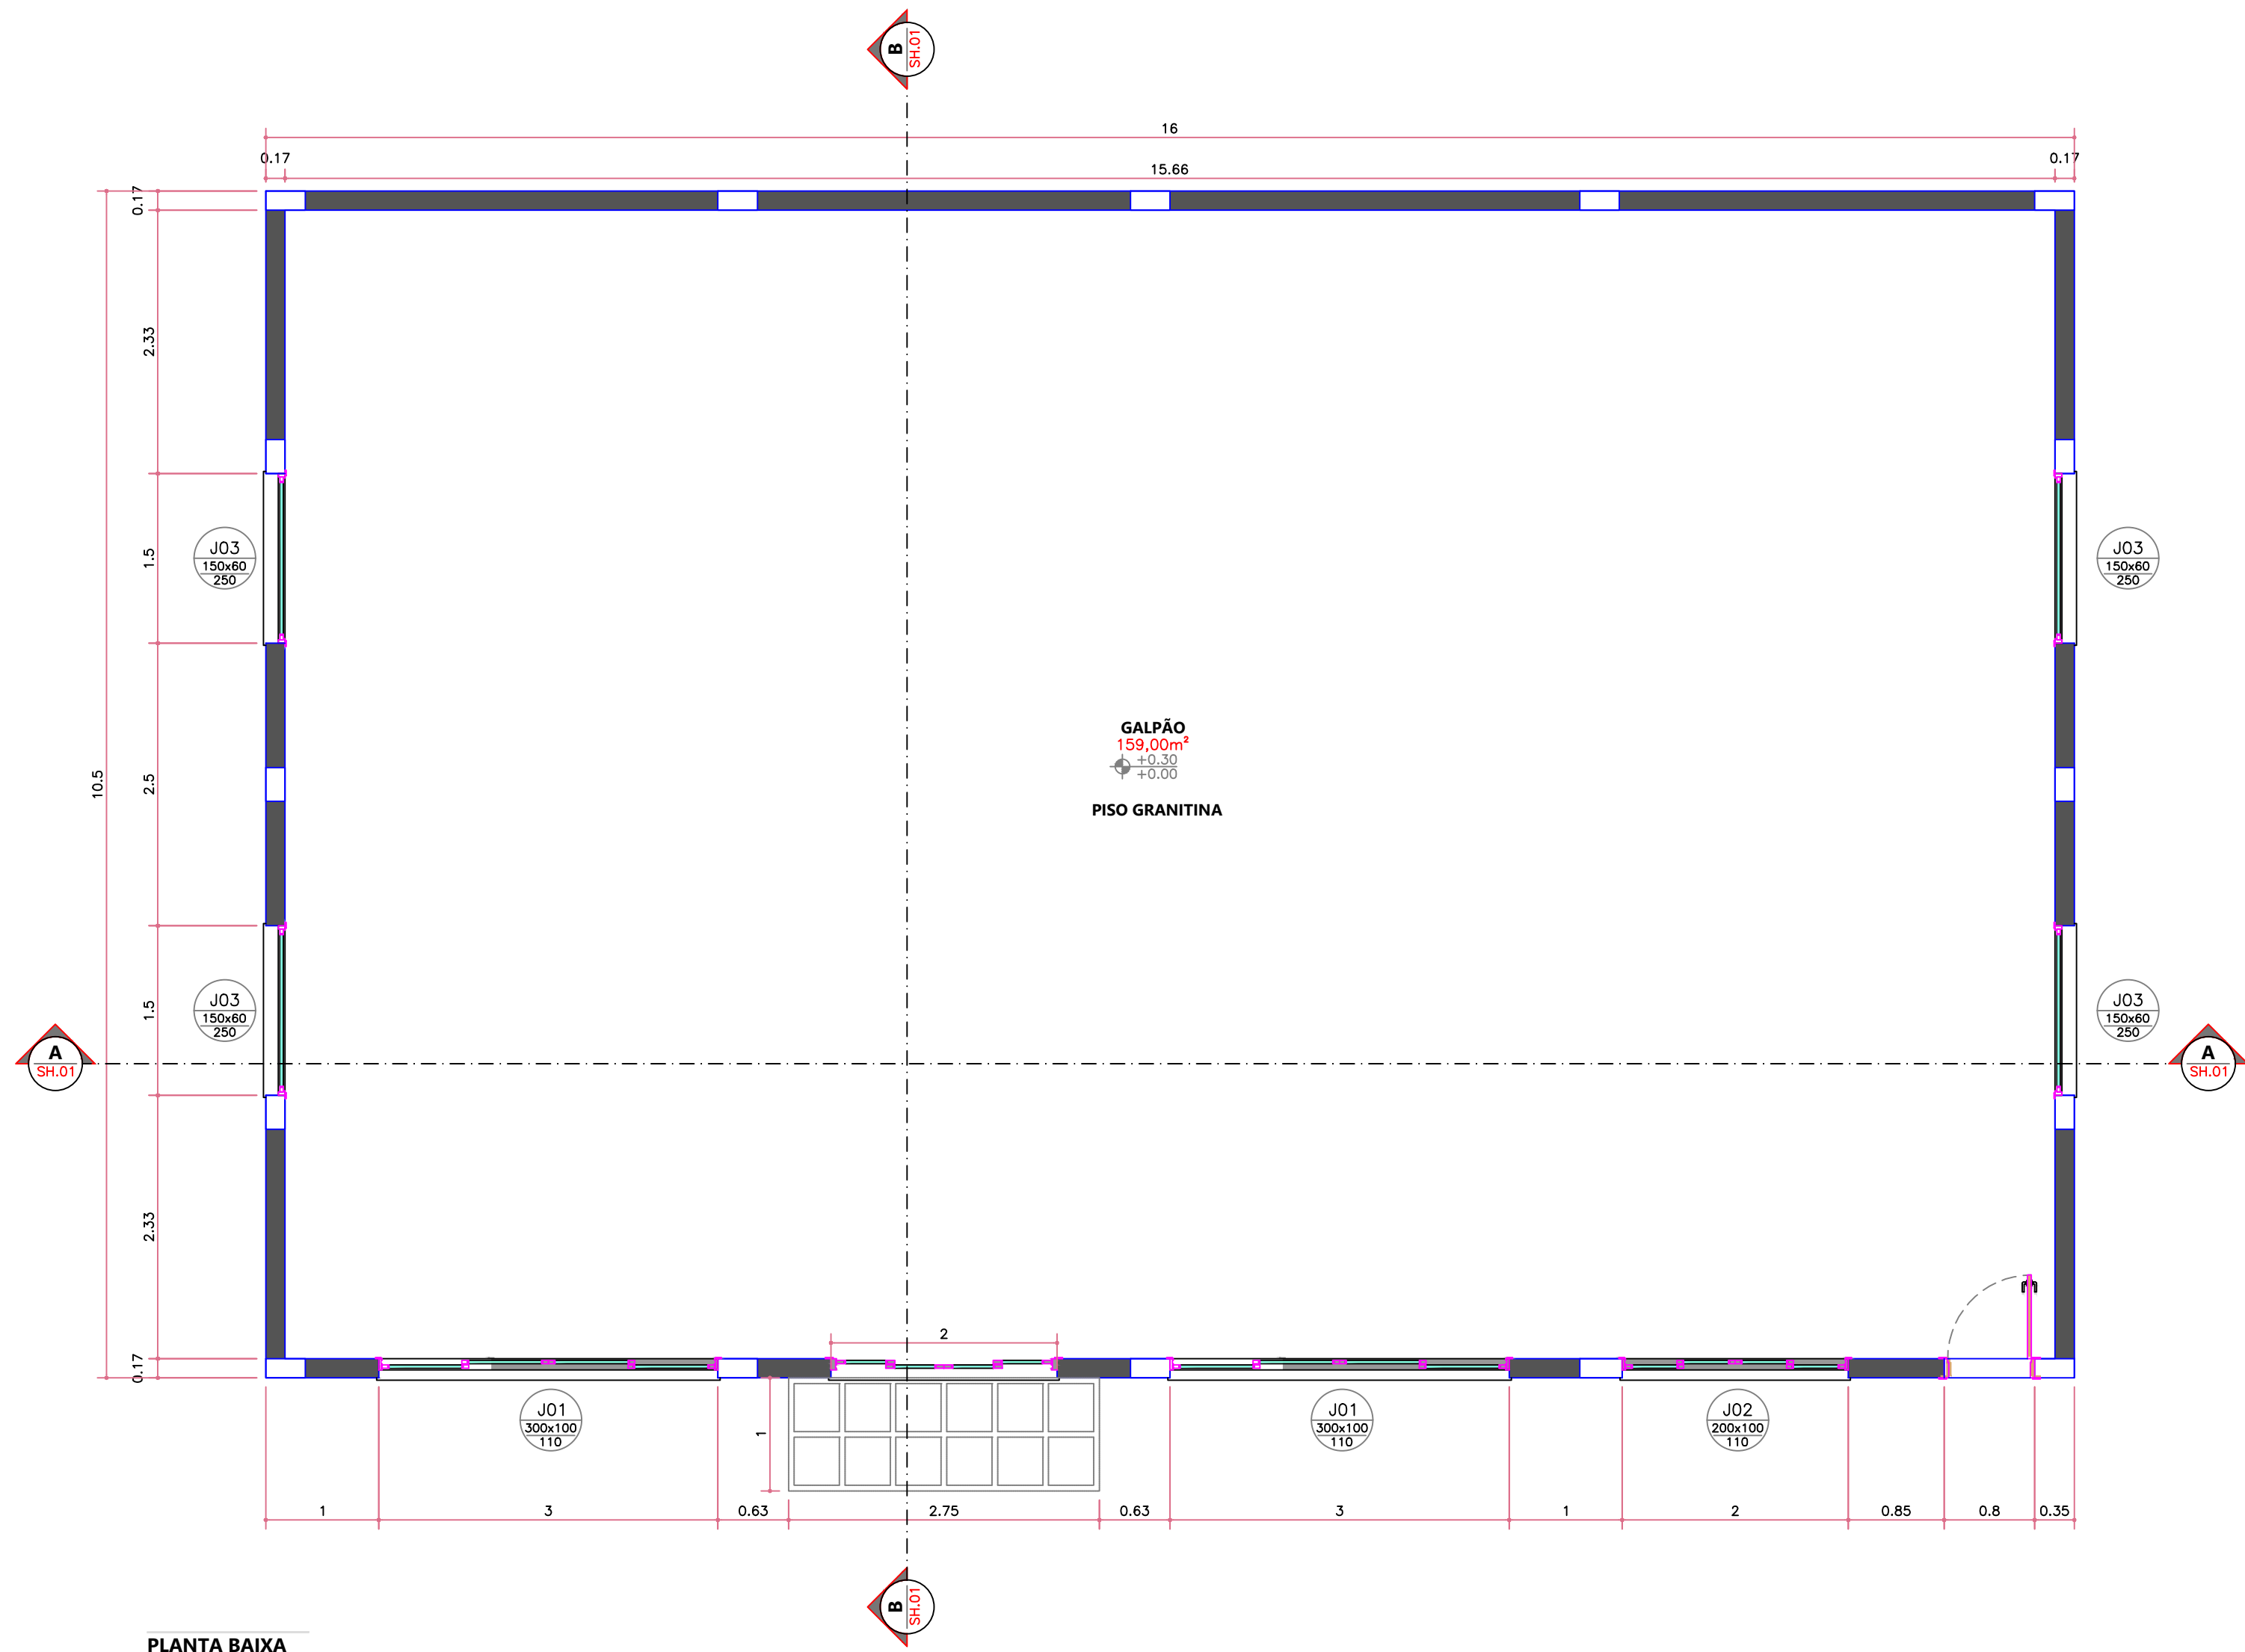 B
SH.01
16
0.17
15.66
0.17
0.17
2.33
1.5
2.5
1.5
2.33
0.17
10.5
J03
150x60
250
J03
150x60
250
GALPÃO
159,00m²
+0.30
+0.00
PISO GRANITINA
J03
150x60
250
J03
150x60
250
A
SH.01
A
SH.01
2
1
J01
300x100
110
J01
300x100
110
J02
200x100
110
1
3
0.63
2.75
0.63
3
1
2
0.85
0.8
0.35
B
SH.01
PLANTA BAIXA